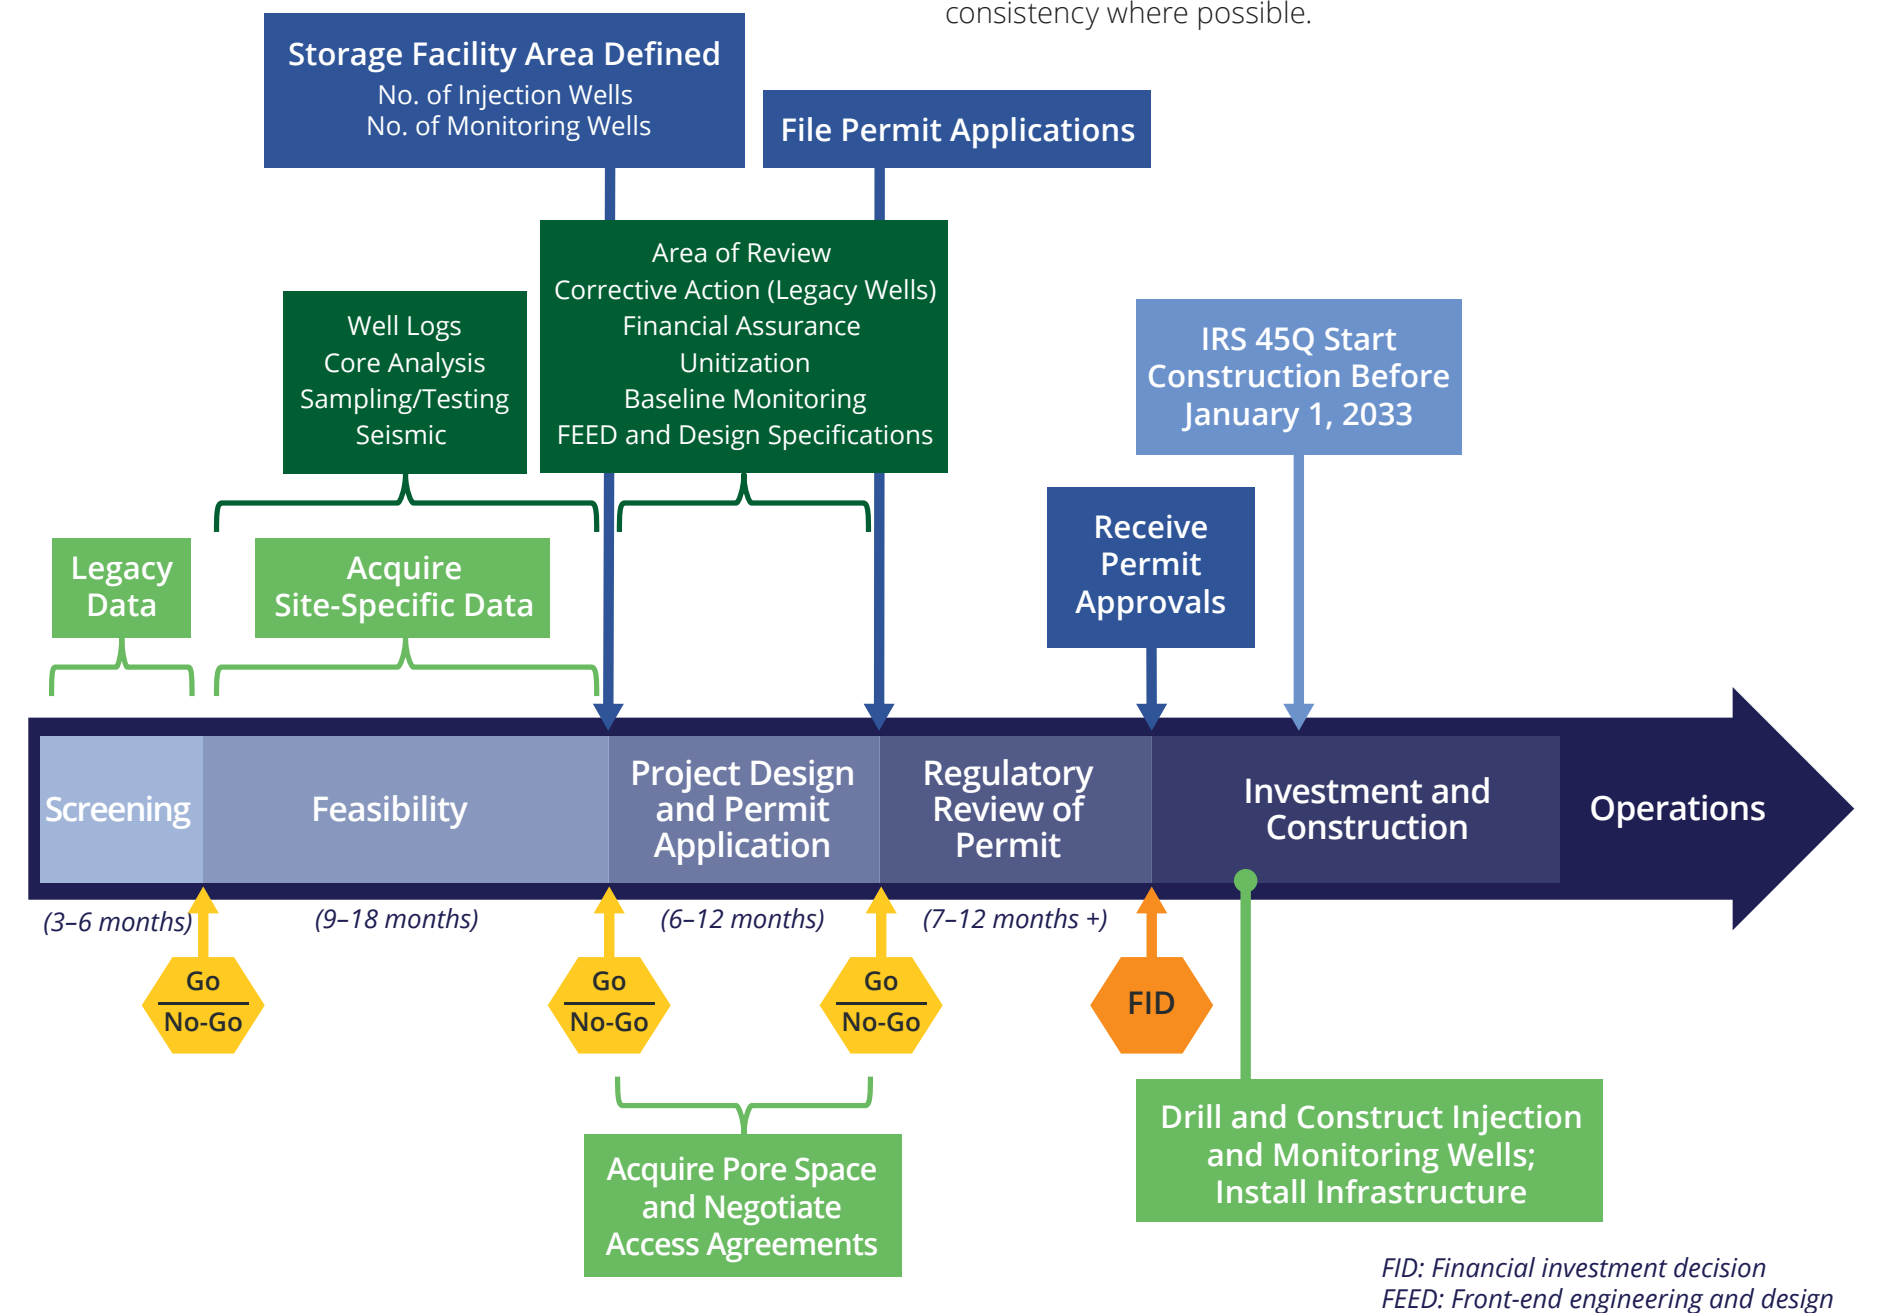 consistency where possible.
Storage Facility Area Defined
No. of Injection Wells
No. of Monitoring Wells
File Permit Applications
Area of Review
Corrective Action (Legacy Wells)
Financial Assurance
Unitization
Baseline Monitoring
FEED and Design Specifications
Well Logs
Core Analysis
Sampling/Testing
Seismic
IRS 45Q Start
Construction Before
January 1, 2033
Receive
Permit
Approvals
Legacy
Data
Acquire
Site-Specific Data
Screening
Feasibility
Project Design
and Permit
Application
Regulatory
Review of
Permit
Investment and
Construction
Operations
(3–6 months)
(9–18 months)
(6–12 months)
(7–12 months +)
Go
No-Go
Go
No-Go
Go
No-Go
FID
Acquire Pore Space
and Negotiate
Access Agreements
Drill and Construct Injection
and Monitoring Wells;
Install Infrastructure
FID: Financial investment decision
FEED: Front-end engineering and design